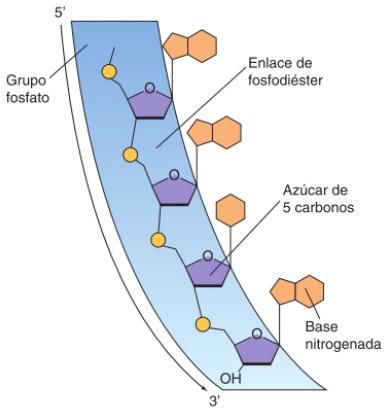 5'
Grupo
fosfato
Enlace de
fosfodiéster
O
O
Azúcar de
5 carbonos
O
O
Base
nitrogenada
OH
3'